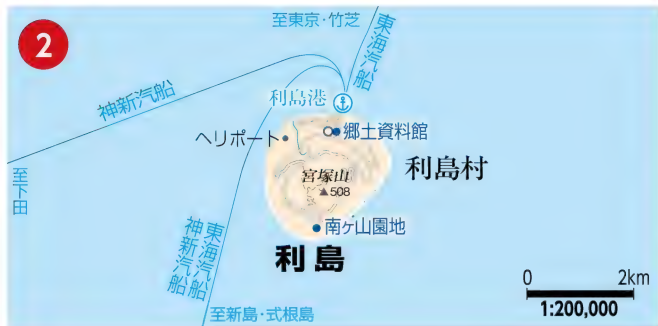 2
至東京・竹芝
東海汽船
神新汽船
利島港
ヘリポート
郷土資料館
利島村
宮塚山
▲508
至下田
南ヶ山園地
東海汽船
神新汽船
利島
至新島・式根島
0 2km
1:200,000